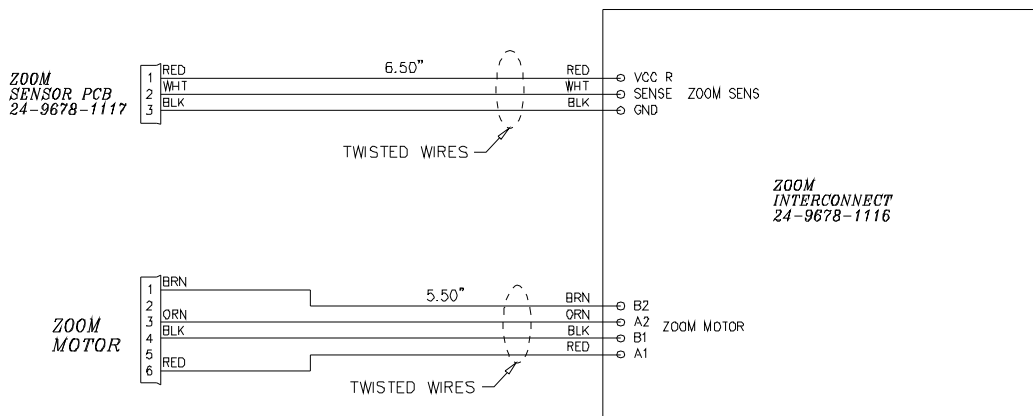 ZOOM
SENSOR PCB
24-9678-1117
1 RED 6.50" RED VCC R
2 WHT WHT SENSE ZOOM SENS
3 BLK BLK GND
TWISTED WIRES
ZOOM
INTERCONNECT
24-9678-1116
ZOOM
MOTOR
1 BRN
2 5.50" BRN B2
3 ORN ORN A2 ZOOM MOTOR
4 BLK BLK B1
5 RED A1
6 RED
TWISTED WIRES